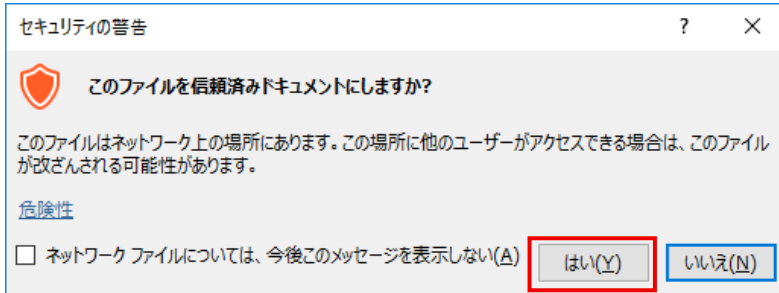 セキュリティの警告
?
このファイルを信頼済みドキュメントにしますか?
このファイルはネットワーク上の場所にあります。この場所に他のユーザーがアクセスできる場合は、このファイル
が改ざんされる可能性があります。
危険性
ネットワーク ファイルについては、今後このメッセージを表示しない(A) はい(Y) いいえ(N)